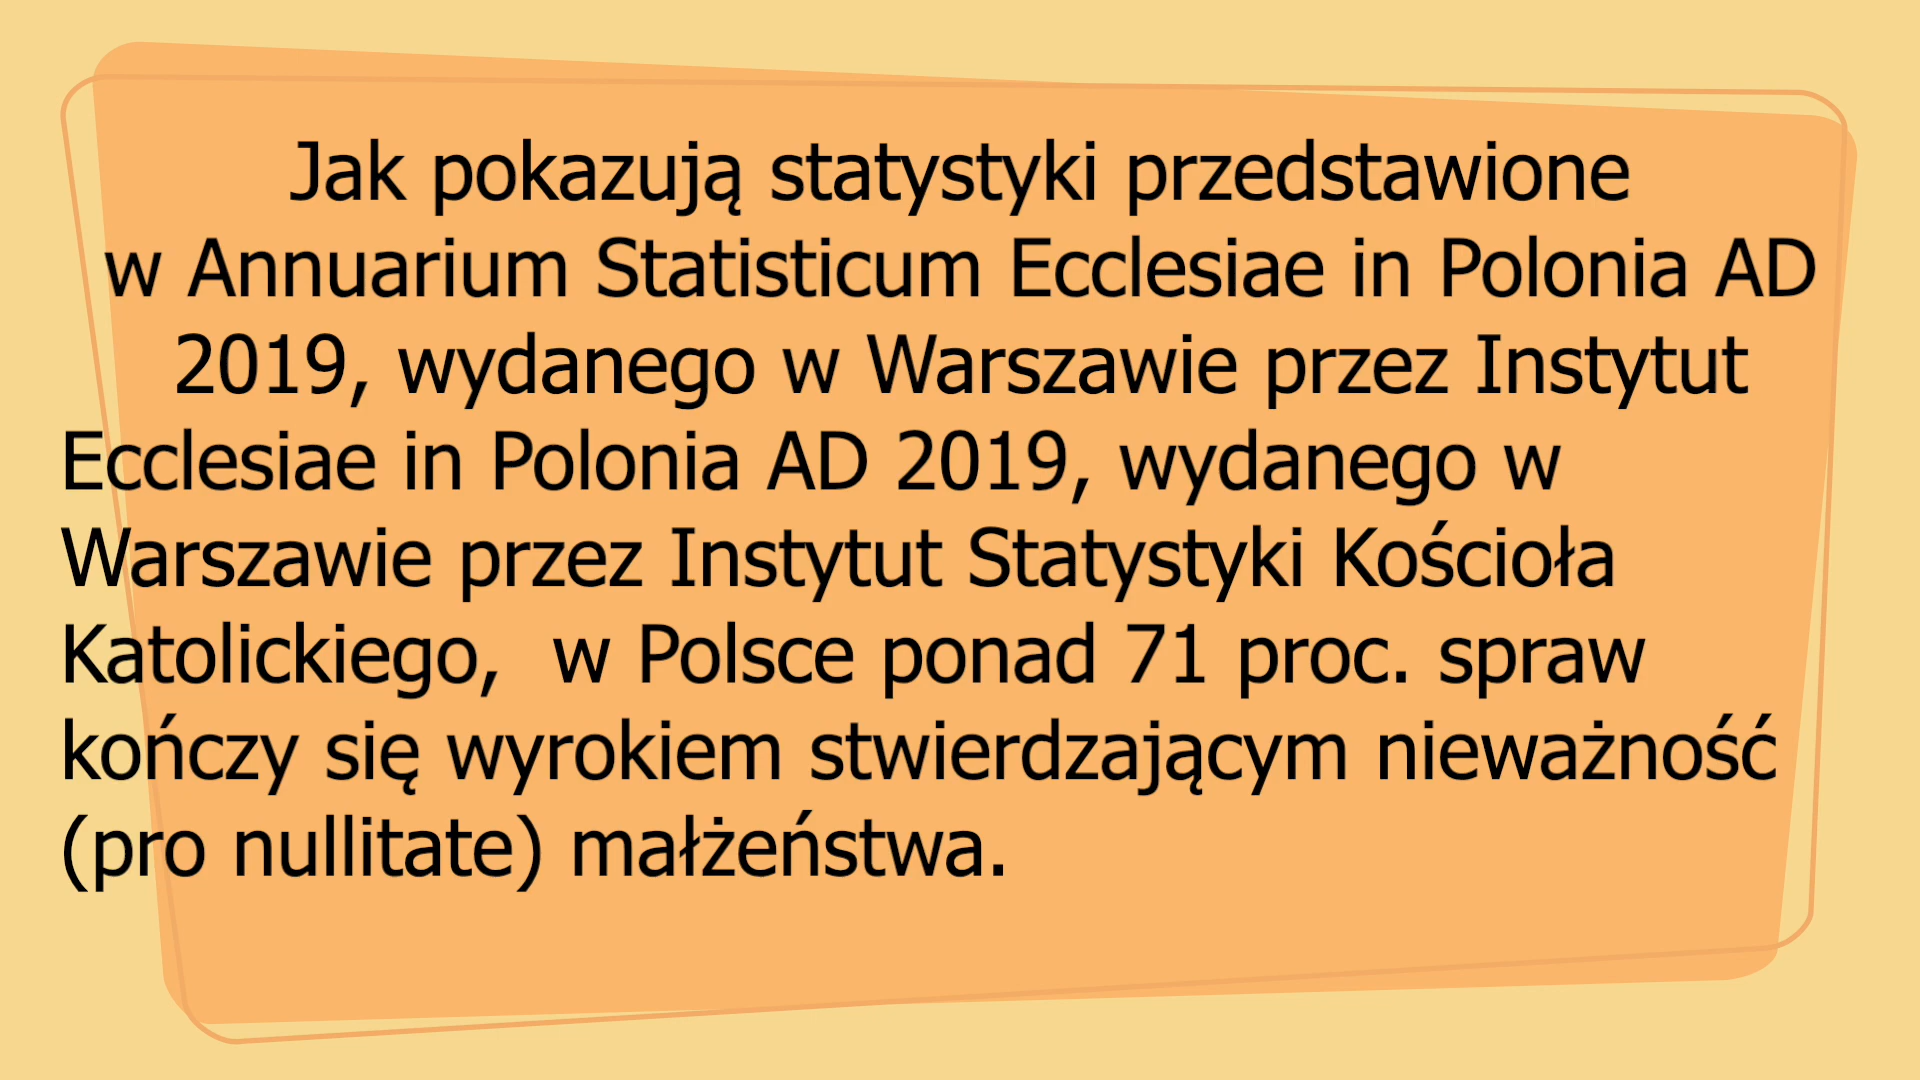 Jak pokazują statystyki przedstawione
w Annuarium Statisticum Ecclesiae in Polonia AD
2019, wydanego w Warszawie przez Instytut
Ecclesiae in Polonia AD 2019, wydanego w
Warszawie przez Instytut Statystyki Kościoła
Katolickiego,  w Polsce ponad 71 proc. spraw
kończy się wyrokiem stwierdzającym nieważność
(pro nullitate) małżeństwa.